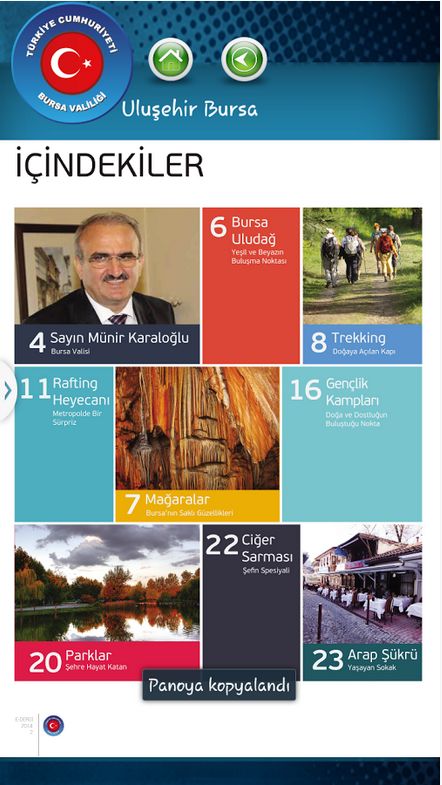 TÜRKİYE CUMHURİYETİ
BURSA VALİLİĞİ
Uluşehir Bursa
İÇİNDEKİLER
4 Sayın Münir Karaloğlu
Bursa Valisi
6 Bursa
Uludağ
Yeşil ve Beyazın
Buluşma Noktası
8 Trekking
Doğaya Açılan Kapı
11 Rafting
Heyecanı
Metropolde Bir
Sürpriz
7 Mağaralar
Bursa'nın Saklı Güzellikleri
16 Gençlik
Kampları
Doğa ve Dostluğun
Buluştuğu Nokta
20 Parklar
Şehre Hayat Katan
22 Ciğer
Sarması
Şefin Spesiyali
23 Arap Şükrü
Yaşayan Sokak
Panoya kopyalandı
E-DERGİ
2014
2